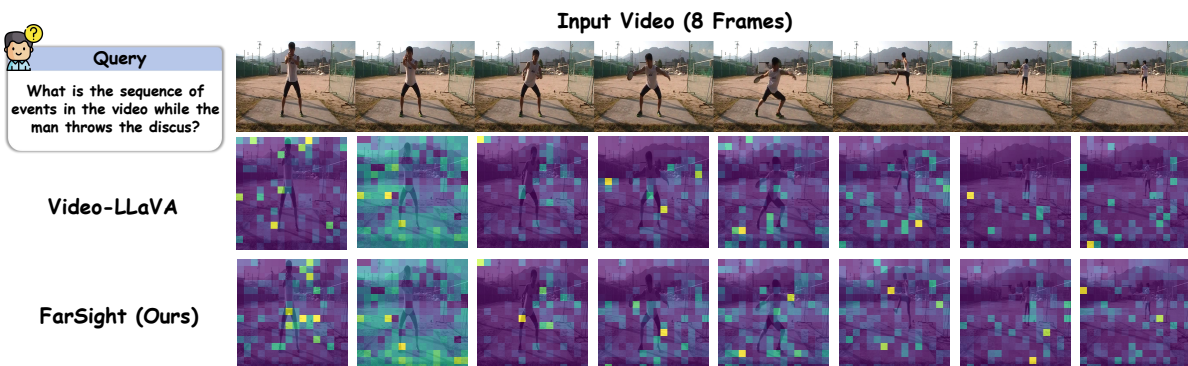 Input Video (8 Frames)
?
Query
What is the sequence of
events in the video while the
man throws the discus?
Video-LLaVA
FarSight (Ours)